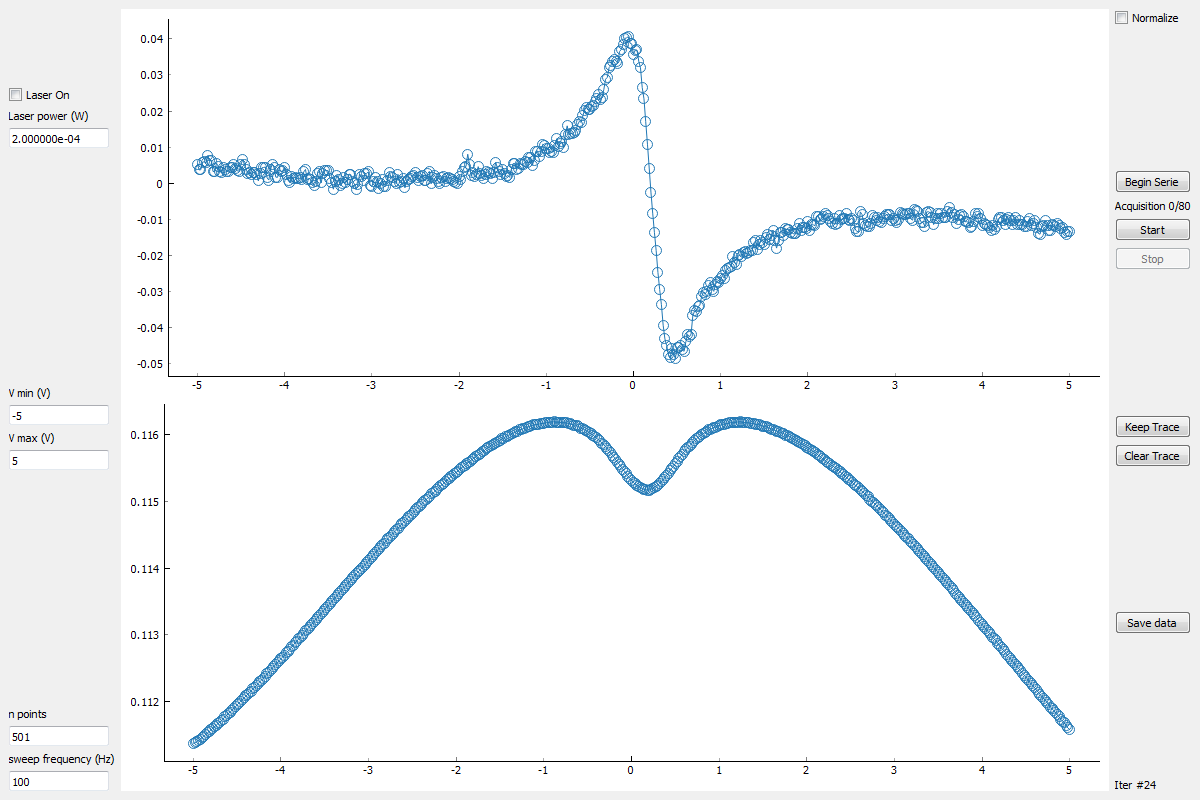 Normalize
Laser On
Laser power (W)
2.000000e-04
0.04
0.03
0.02
0.01
0
-0.01
-0.02
-0.03
-0.04
-0.05
-5 -4 -3 -2 -1 0 1 2 3 4 5
Begin Serie
Acquisition 0/80
Start
Stop
V min (V)
-5
V max (V)
5
0.116
0.115
0.114
0.113
0.112
-5 -4 -3 -2 -1 0 1 2 3 4 5
Keep Trace
Clear Trace
Save data
n points
501
sweep frequency (Hz)
100
Iter #24